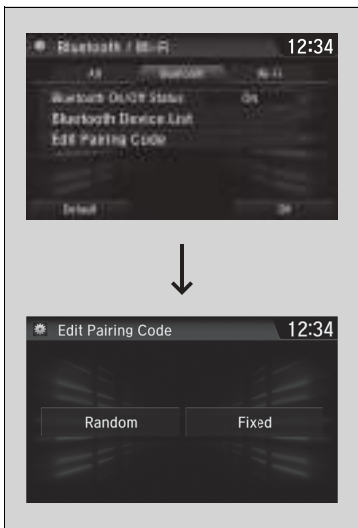 Bluetooth / Wi-Fi 12:34
All Bluetooth Wi-Fi
Bluetooth On/Off Status On
Bluetooth Device List
Edit Pairing Code
Default
Edit Pairing Code 12:34
Random Fixed